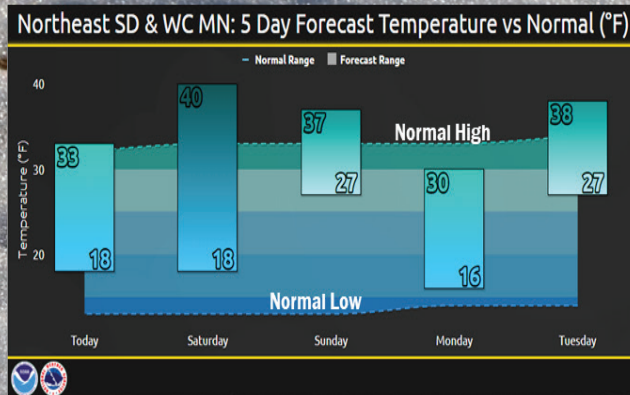 Northeast SD & WC MN: 5 Day Forecast Temperature vs Normal (°F)
Normal Range Forecast Range
Temperature (°F)
40
30
20
33
18
40
18
37
27
30
16
38
27
Normal High
Normal Low
Today Saturday Sunday Monday Tuesday